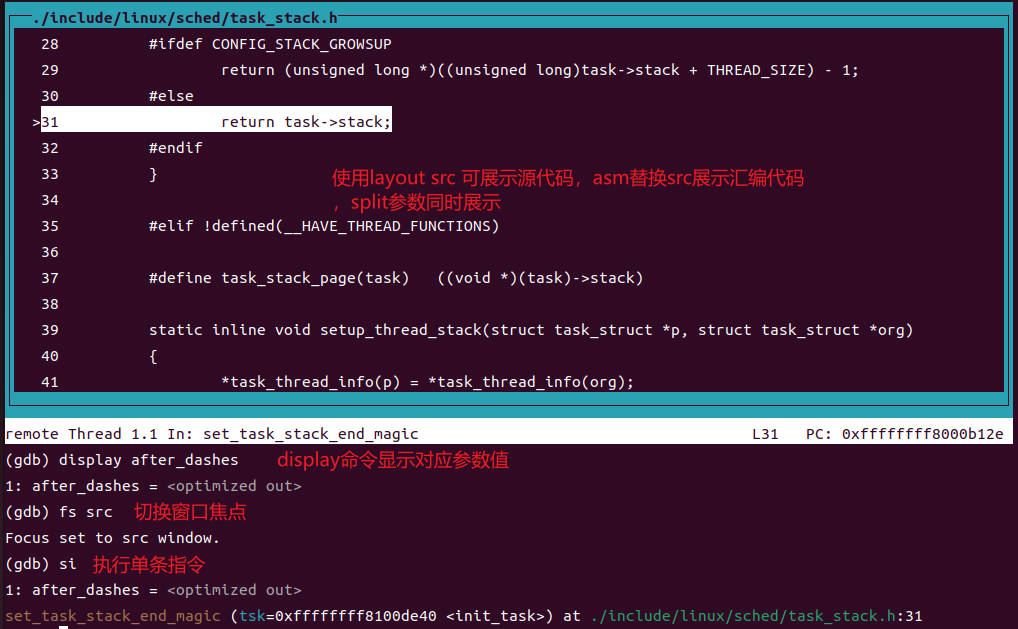 ./include/linux/sched/task_stack.h
28 #ifdef CONFIG_STACK_GROWSUP
29 return (unsigned long *)((unsigned long)task->stack + THREAD_SIZE) - 1;
30 #else
>31 return task->stack;
32 #endif
33 }
使用layout src 可展示源代码，asm替换src展示汇编代码
34
，split参数同时展示
35 #elif !defined(__HAVE_THREAD_FUNCTIONS)
36
37 #define task_stack_page(task) ((void *)(task)->stack)
38
39 static inline void setup_thread_stack(struct task_struct *p, struct task_struct *org)
40 {
41 *task_thread_info(p) = *task_thread_info(org);
remote Thread 1.1 In: set_task_stack_end_magic L31 PC: 0xffffffff8000b12e
(gdb) display after_dashes display命令显示对应参数值
1: after_dashes = <optimized out>
(gdb) fs src 切换窗口焦点
Focus set to src window.
(gdb) si 执行单条指令
1: after_dashes = <optimized out>
set_task_stack_end_magic (tsk=0xffffffff8100de40 <init_task>) at ./include/linux/sched/task_stack.h:31